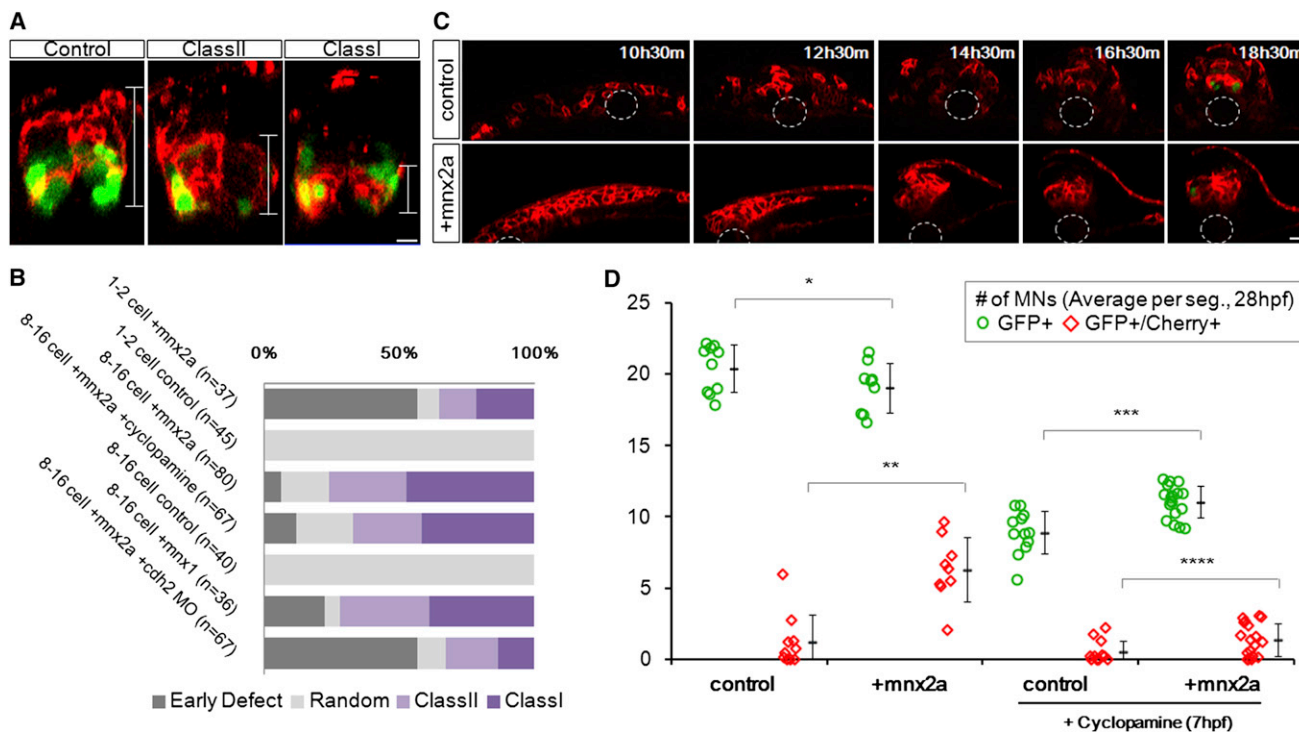 A
Control
ClassII
ClassI
C
control
10h30m
12h30m
14h30m
16h30m
18h30m
+mnx2a
B
0%
50%
100%
1-2 cell +mnx2a (n=37)
1-2 cell control (n=45)
8-16 cell +mnx2a (n=80)
8-16 cell +mnx2a +cyclopamine (n=67)
8-16 cell control (n=40)
8-16 cell +mnx1 (n=36)
8-16 cell +mnx2a +cdh2 MO (n=67)
Early Defect Random ClassII ClassI
D
# of MNs (Average per seg., 28hpf)
GFP+ GFP+/Cherry+
25
20
15
10
5
0
*
**
***
****
control
+mnx2a
control
+mnx2a
+ Cyclopamine (7hpf)